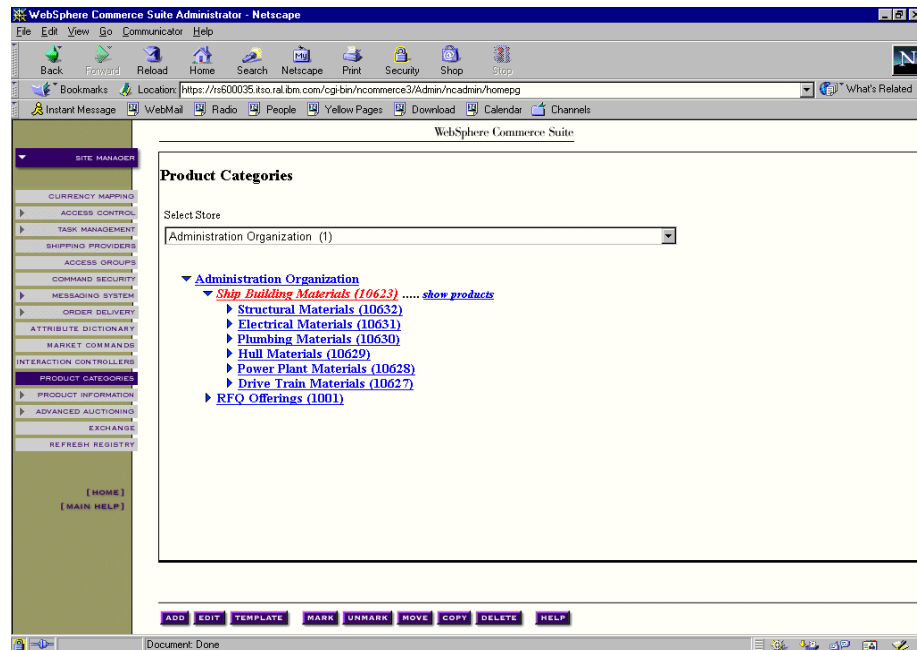 WebSphere Commerce Suite Administrator - Netscape
File Edit View Go Communicator Help
Back Forward Reload Home Search Netscape Print Security Shop Stop
Bookmarks Location: https://rs600035.itso.ral.ibm.com/cgi-bin/ncommerce3/Admin/ncadmin/homepg What's Related
Instant Message WebMail Radio People Yellow Pages Download Calendar Channels
WebSphere Commerce Suite
SITE MANAGER
CURRENCY MAPPING
ACCESS CONTROL
TASK MANAGEMENT
SHIPPING PROVIDERS
ACCESS GROUPS
COMMAND SECURITY
MESSAGING SYSTEM
ORDER DELIVERY
ATTRIBUTE DICTIONARY
MARKET COMMANDS
INTERACTION CONTROLLERS
PRODUCT CATEGORIES
PRODUCT INFORMATION
ADVANCED AUCTIONING
EXCHANGE
REFRESH REGISTRY
[HOME]
[MAIN HELP]
Product Categories
Select Store
Administration Organization (1)
Administration Organization
Ship Building Materials (10623) ..... show products
Structural Materials (10632)
Electrical Materials (10631)
Plumbing Materials (10630)
Hull Materials (10629)
Power Plant Materials (10628)
Drive Train Materials (10627)
RFQ Offerings (1001)
ADD EDIT TEMPLATE MARK UNMARK MOVE COPY DELETE HELP
Document: Done